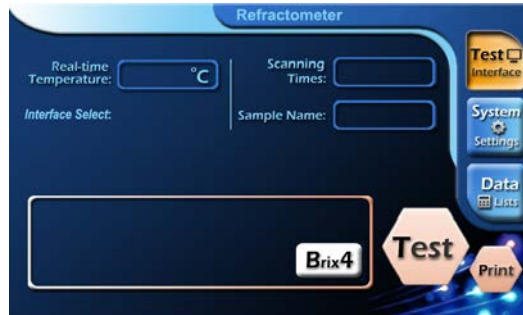 Refractometer
Real-time
Temperature:
°C
Scanning
Times:
Interface Select:
Sample Name:
Test
Interface
System
Settings
Data
Lists
Brix4
Test
Print